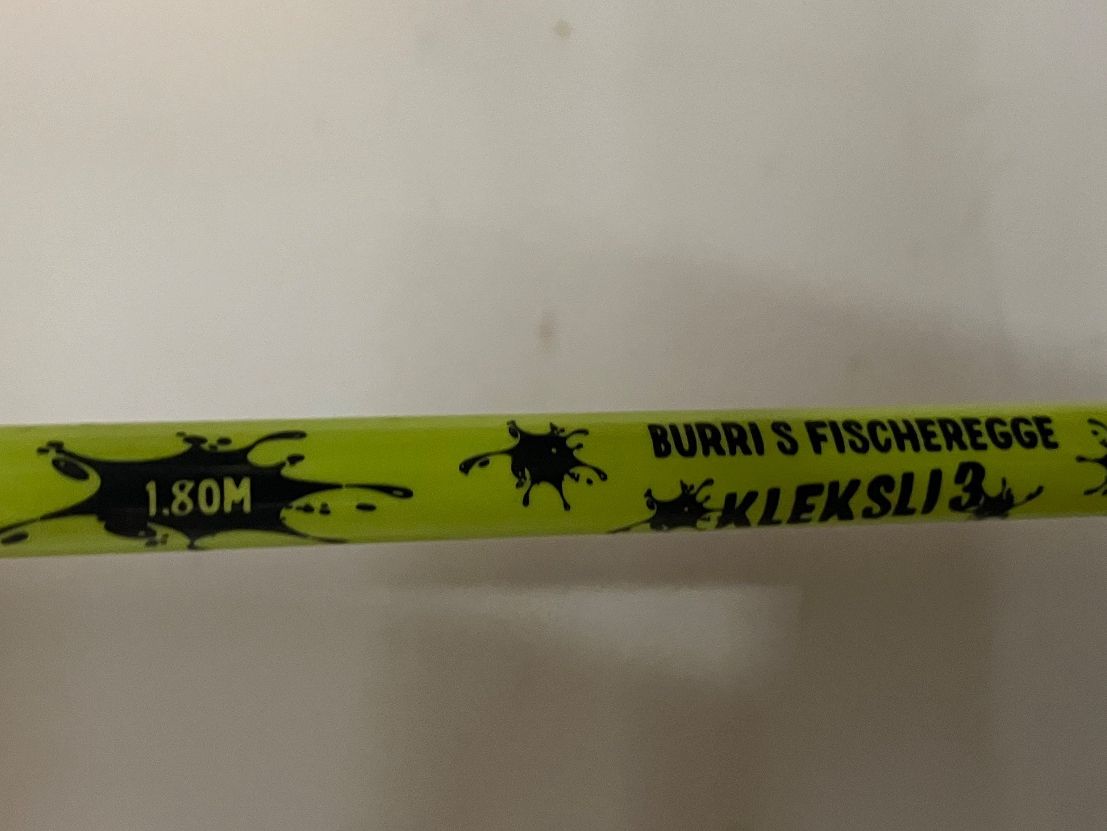 1.80M
BURRI S FISCHEREGGE
KLEKSLI 3